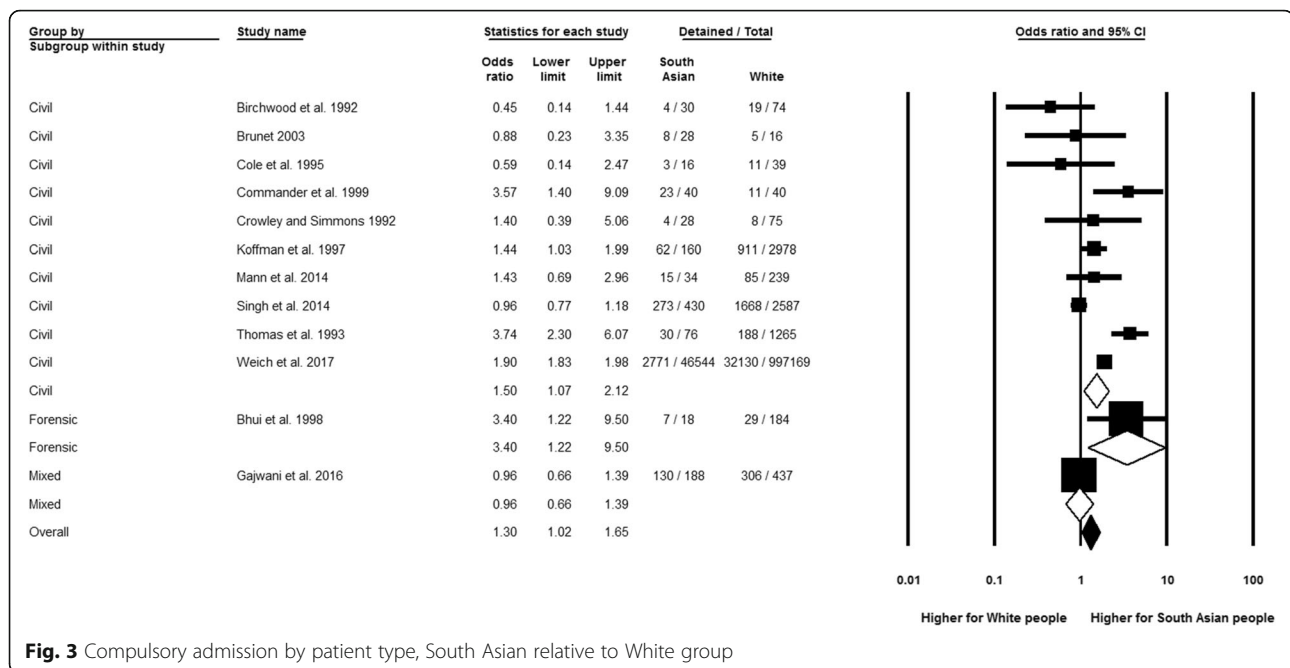 Group by Study name Statistics for each study Detained / Total Odds ratio and 95% CI
Subgroup within study
Odds ratio Lower limit Upper limit South Asian White
Civil Birchwood et al. 1992 0.45 0.14 1.44 4 / 30 19 / 74
Civil Brunet 2003 0.88 0.23 3.35 8 / 28 5 / 16
Civil Cole et al. 1995 0.59 0.14 2.47 3 / 16 11 / 39
Civil Commander et al. 1999 3.57 1.40 9.09 23 / 40 11 / 40
Civil Crowley and Simmons 1992 1.40 0.39 5.06 4 / 28 8 / 75
Civil Koffman et al. 1997 1.44 1.03 1.99 62 / 160 911 / 2978
Civil Mann et al. 2014 1.43 0.69 2.96 15 / 34 85 / 239
Civil Singh et al. 2014 0.96 0.77 1.18 273 / 430 1668 / 2587
Civil Thomas et al. 1993 3.74 2.30 6.07 30 / 76 188 / 1265
Civil Weich et al. 2017 1.90 1.83 1.98 2771 / 46544 32130 / 997169
Civil 1.50 1.07 2.12
Forensic Bhui et al. 1998 3.40 1.22 9.50 7 / 18 29 / 184
Forensic 3.40 1.22 9.50
Mixed Gajwani et al. 2016 0.96 0.66 1.39 130 / 188 306 / 437
Mixed 0.96 0.66 1.39
Overall 1.30 1.02 1.65
0.01 0.1 1 10 100
Higher for White people Higher for South Asian people
Fig. 3 Compulsory admission by patient type, South Asian relative to White group